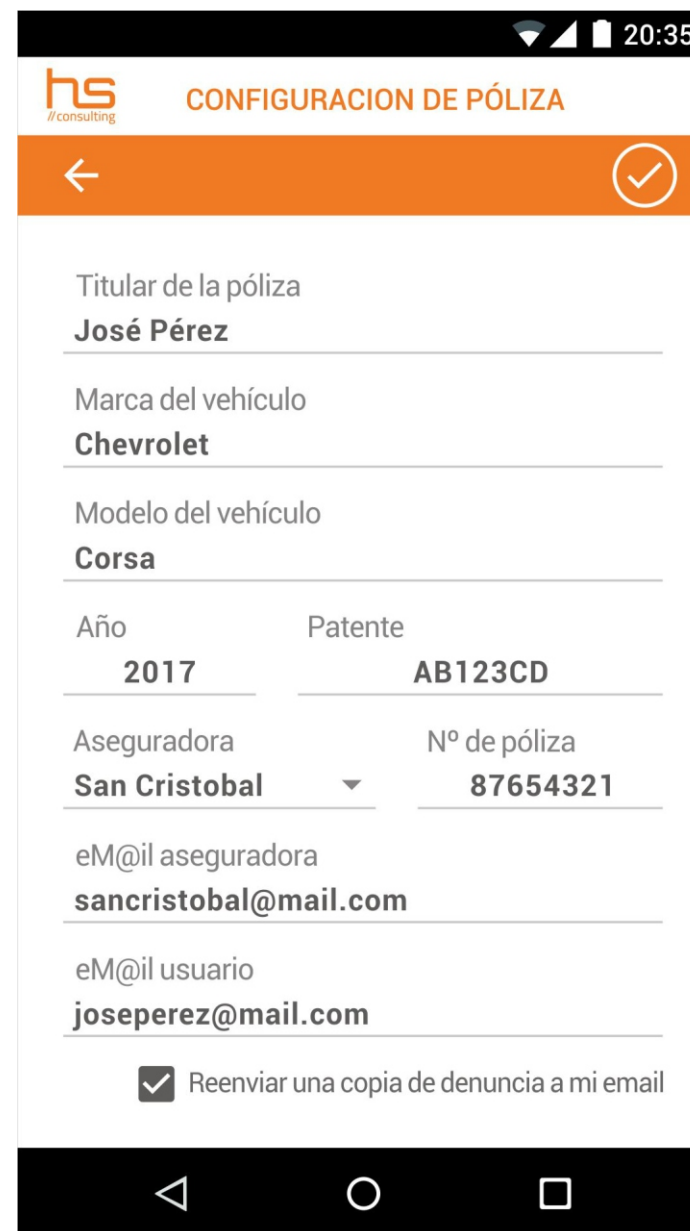 20:35
hs
//consulting
CONFIGURACION DE PÓLIZA
Titular de la póliza
José Pérez
Marca del vehículo
Chevrolet
Modelo del vehículo
Corsa
Año Patente
2017 AB123CD
Aseguradora Nº de póliza
San Cristobal 87654321
eM@il aseguradora
sancristobal@mail.com
eM@il usuario
joseperez@mail.com
Reenviar una copia de denuncia a mi email